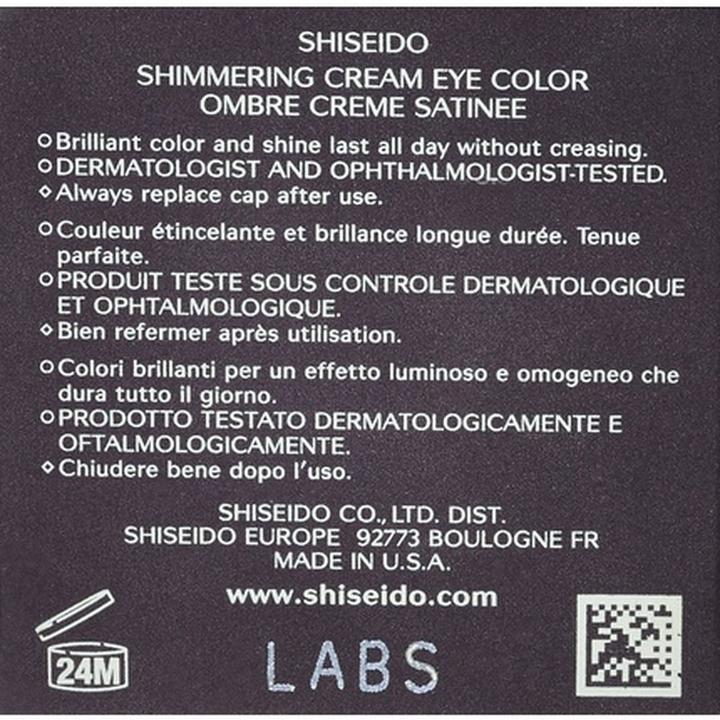 SHISEIDO
SHIMMERING CREAM EYE COLOR
OMBRE CREME SATINEE
Brilliant color and shine last all day without creasing.
DERMATOLOGIST AND OPHTHALMOLOGIST-TESTED.
Always replace cap after use.
Couleur étincelante et brillance longue durée. Tenue
parfaite.
PRODUIT TESTE SOUS CONTROLE DERMATOLOGIQUE
ET OPHTALMOLOGIQUE.
Bien refermer après utilisation.
Colori brillanti per un effetto luminoso e omogeneo che
dura tutto il giorno.
PRODOTTO TESTATO DERMATOLOGICAMENTE E
OFTALMOLOGICAMENTE.
Chiudere bene dopo l'uso.
SHISEIDO CO., LTD. DIST.
SHISEIDO EUROPE 92773 BOULOGNE FR
MADE IN U.S.A.
www.shiseido.com
24M
LABS